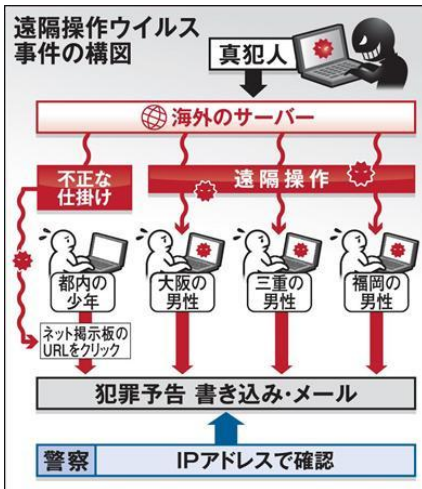 遠隔操作ウイルス
事件の構図
真犯人
海外のサーバー
不正な
仕掛け
遠隔操作
都内の
少年
大阪の
男性
三重の
男性
福岡の
男性
ネット掲示板の
URLをクリック
犯罪予告 書き込み・メール
警察
IPアドレスで確認